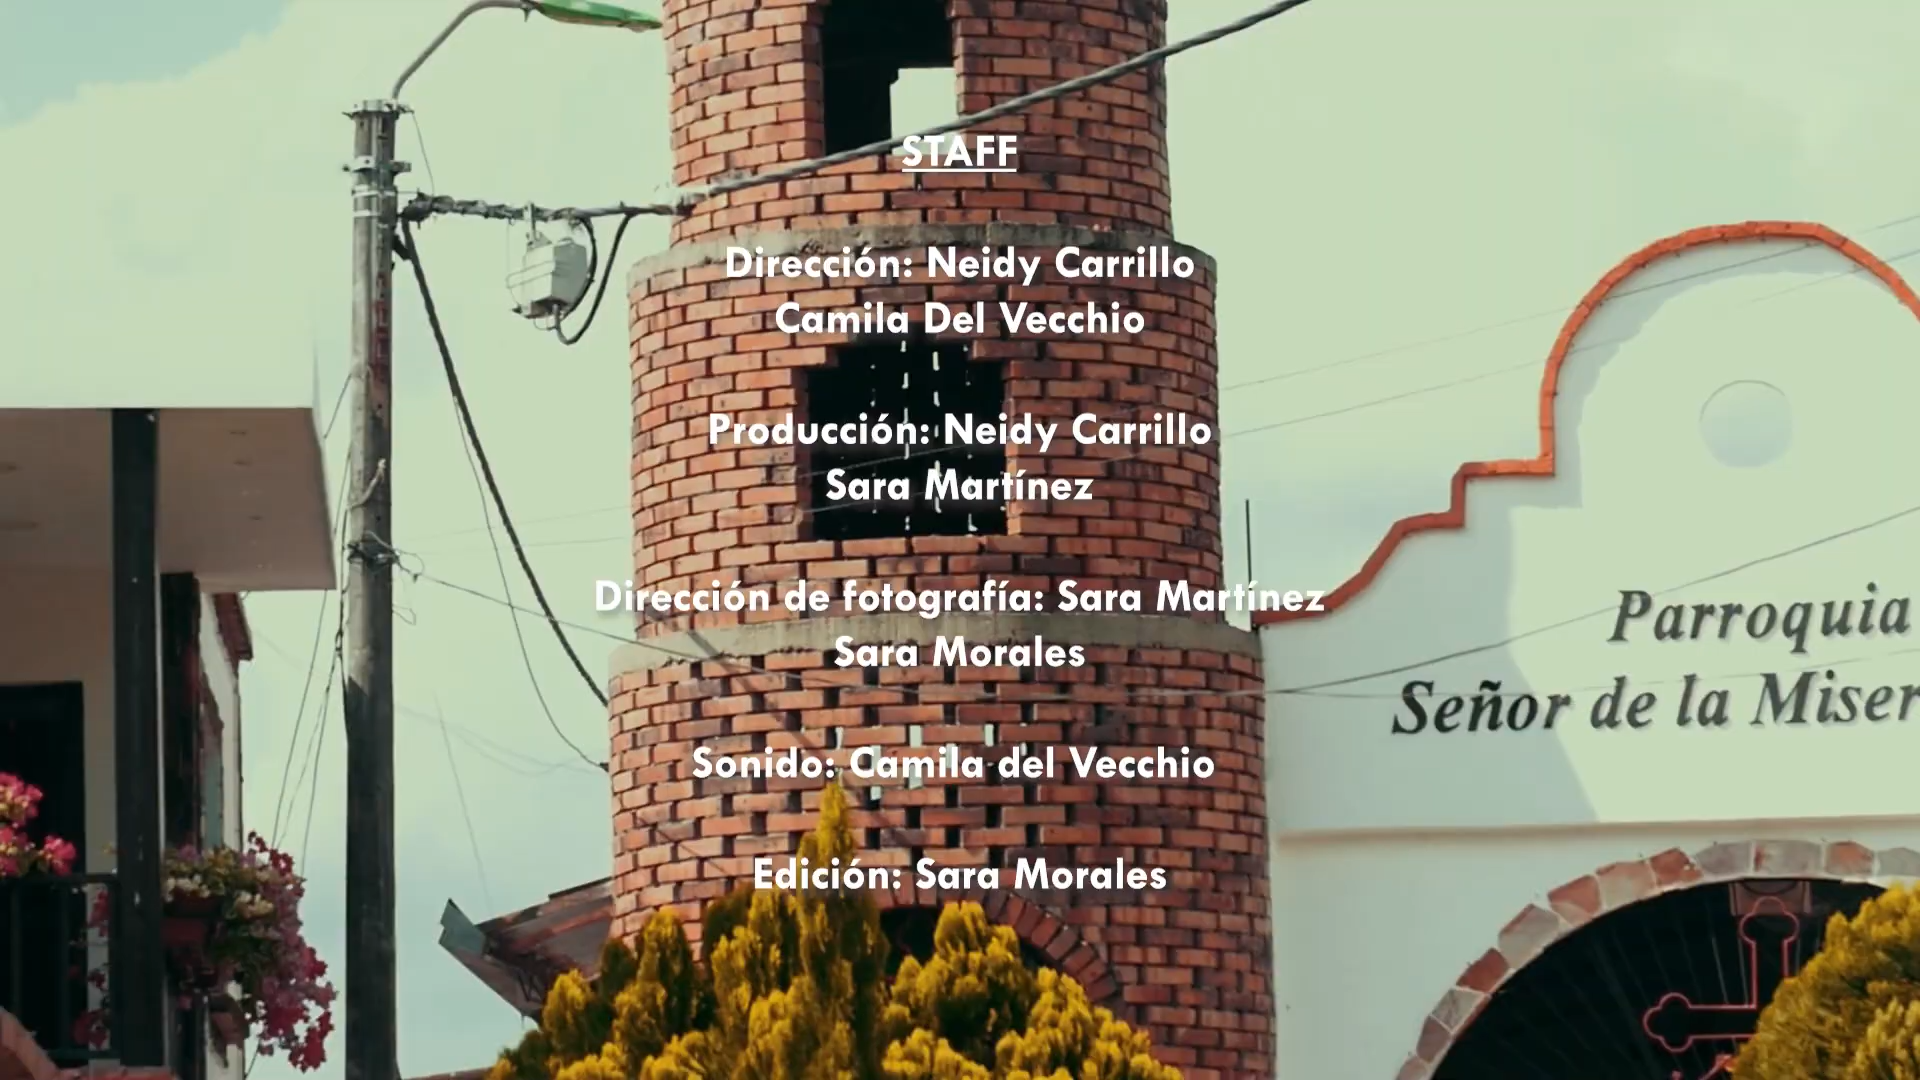 STAFF
Dirección: Neidy Carrillo
Camila Del Vecchio
Producción: Neidy Carrillo
Sara Martínez
Dirección de fotografía: Sara Martínez
Sara Morales
Sonido: Camila del Vecchio
Edición: Sara Morales
Parroquia
Señor de la Miser